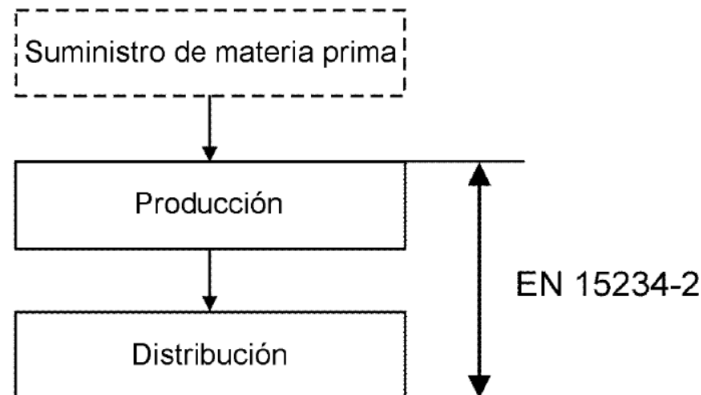 Suministro de materia prima
Producción
EN 15234-2
Distribución